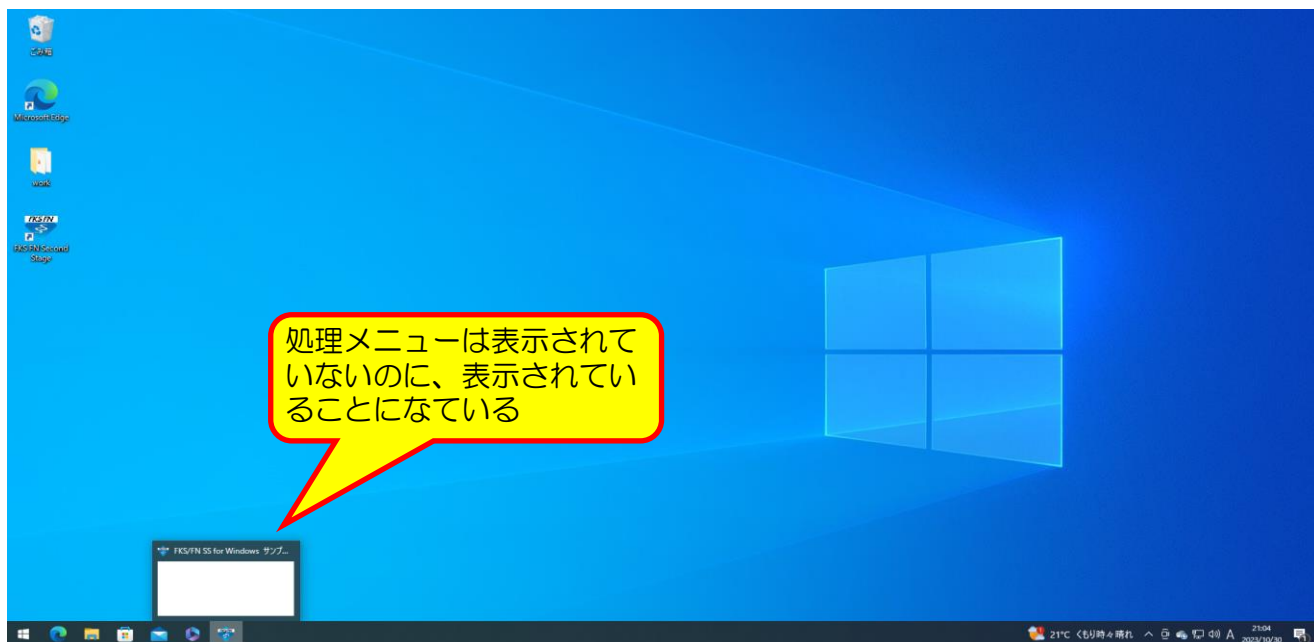 ごみ箱
Microsoft Edge
work
FKS/FN
FKS/FN Second
Stage
処理メニューは表示されて
いないのに、表示されてい
ることになている
FKS/FN SS for Windows サンプ...
21°C くもり時々晴れ
A
21:04
2023/10/30